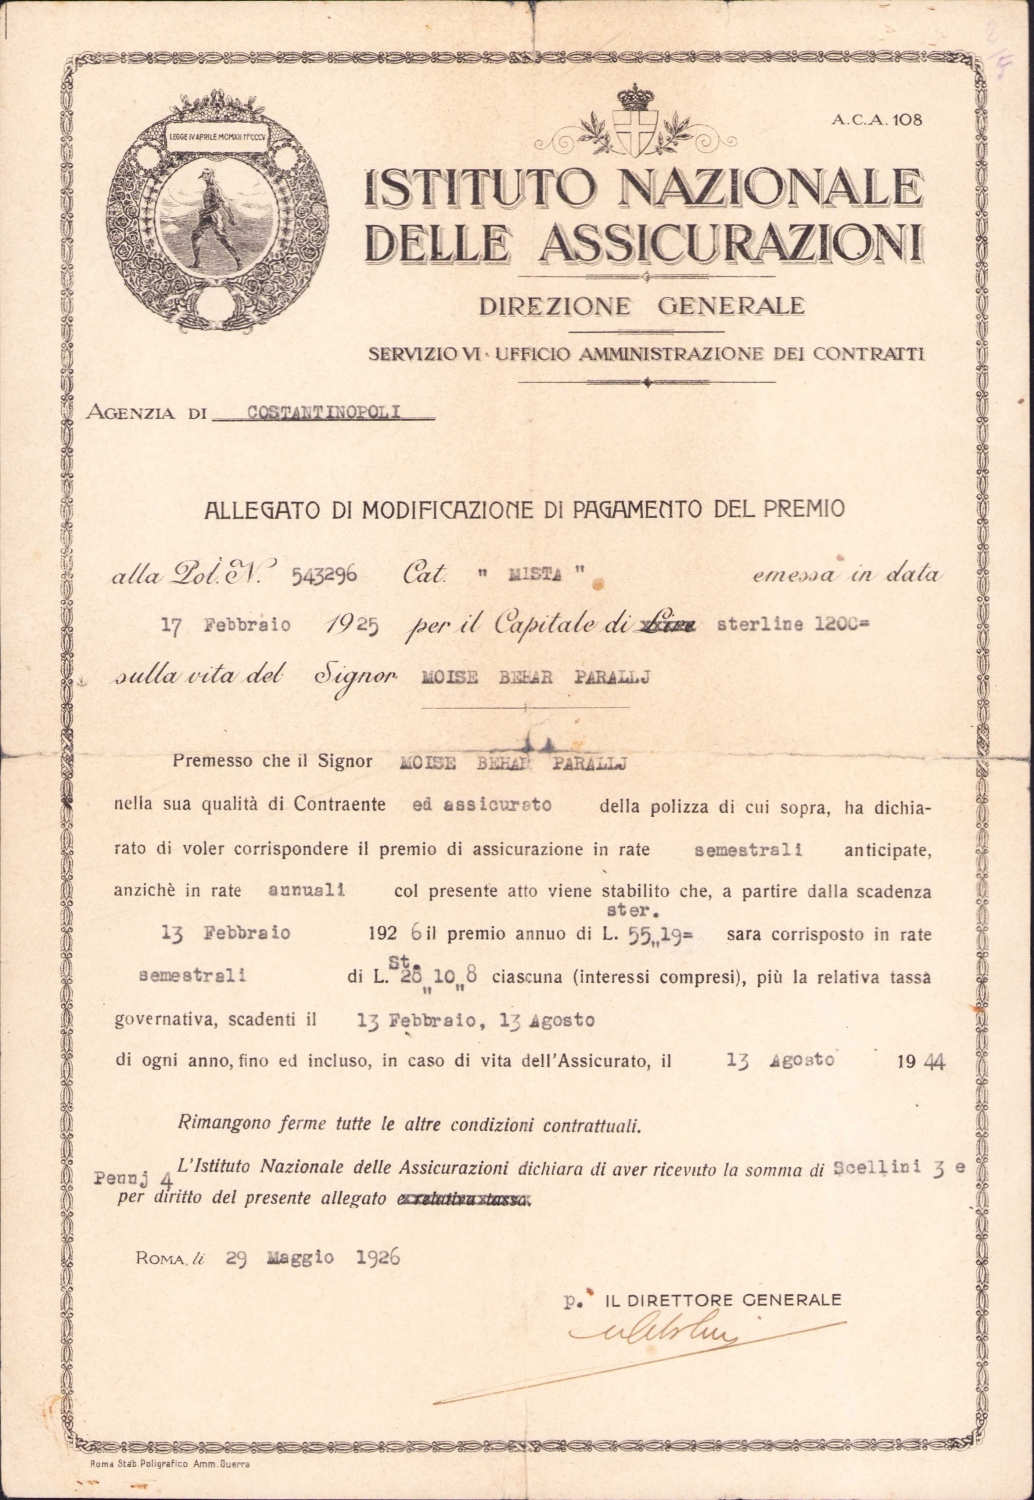 LEGGE IV APRILE MCMXII N° CCCV
A.C.A. 108
ISTITUTO NAZIONALE
DELLE ASSICURAZIONI
DIREZIONE GENERALE
SERVIZIO VI - UFFICIO AMMINISTRAZIONE DEI CONTRATTI
AGENZIA DI COSTANTINOPOLI
ALLEGATO DI MODIFICAZIONE DI PAGAMENTO DEL PREMIO
alla Pol. N. 543296 Cat. " MISTA " emessa in data
17 Febbraio 1925 per il Capitale di Lire sterline 1200=
sulla vita del Signor MOISE BEHAR PARALLJ
Premesso che il Signor MOISE BEHAR PARALLJ
nella sua qualità di Contraente ed assicurato della polizza di cui sopra, ha dichia-
rato di voler corrispondere il premio di assicurazione in rate semestrali anticipate,
anzichè in rate annuali col presente atto viene stabilito che, a partire dalla scadenza
ster.
13 Febbraio 1926 il premio annuo di L. 55,,19= sara corrisposto in rate
St.
semestrali di L. 28,,10,,8 ciascuna (interessi compresi), più la relativa tassa
governativa, scadenti il 13 Febbraio, 13 Agosto
di ogni anno, fino ed incluso, in caso di vita dell'Assicurato, il 13 Agosto 1944
Rimangono ferme tutte le altre condizioni contrattuali.
L'Istituto Nazionale delle Assicurazioni dichiara di aver ricevuto la somma di Scellini 3 e
Pennj 4
per diritto del presente allegato e relativa tassa.
ROMA, li 29 Maggio 1926
p. IL DIRETTORE GENERALE
Roma Stab. Poligrafico Amm. Guerra